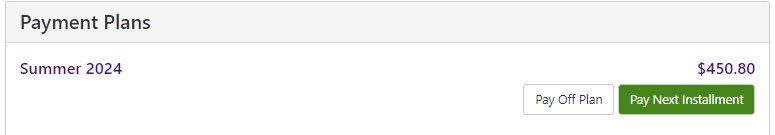 Payment Plans
Summer 2024 $450.80
Pay Off Plan Pay Next Installment